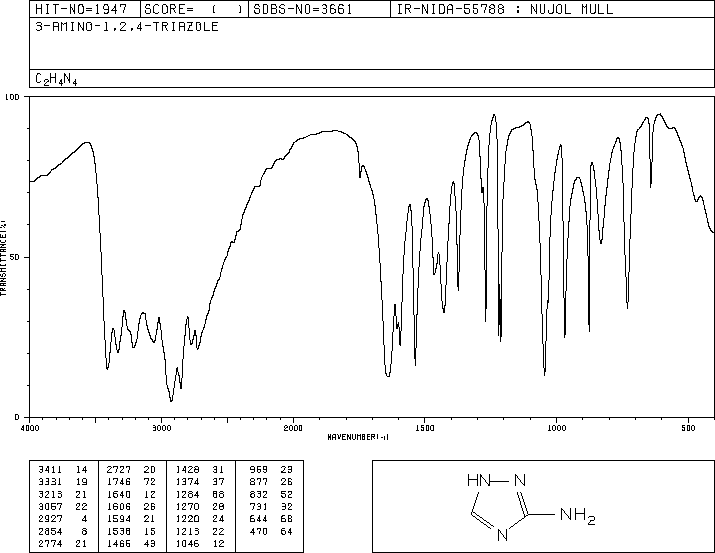 HIT-NO=1947 SCORE= ( ) SDBS-NO=3661 IR-NIDA-55788 : NUJOL MULL
3-AMINO-1,2,4-TRIAZOLE
C2H4N4
100
50
0
TRANSMITTANCE(%)
4000 3000 2000 1500 1000 500
WAVENUMBER(-1)
3411 14 2727 20 1428 31 969 23
3331 19 1746 72 1374 37 877 26
3213 21 1640 12 1284 68 832 52
3067 22 1606 26 1270 28 731 32
2927 4 1594 21 1220 24 644 68
2854 8 1538 15 1213 22 470 64
2774 21 1466 43 1046 12
HN N
N NH2